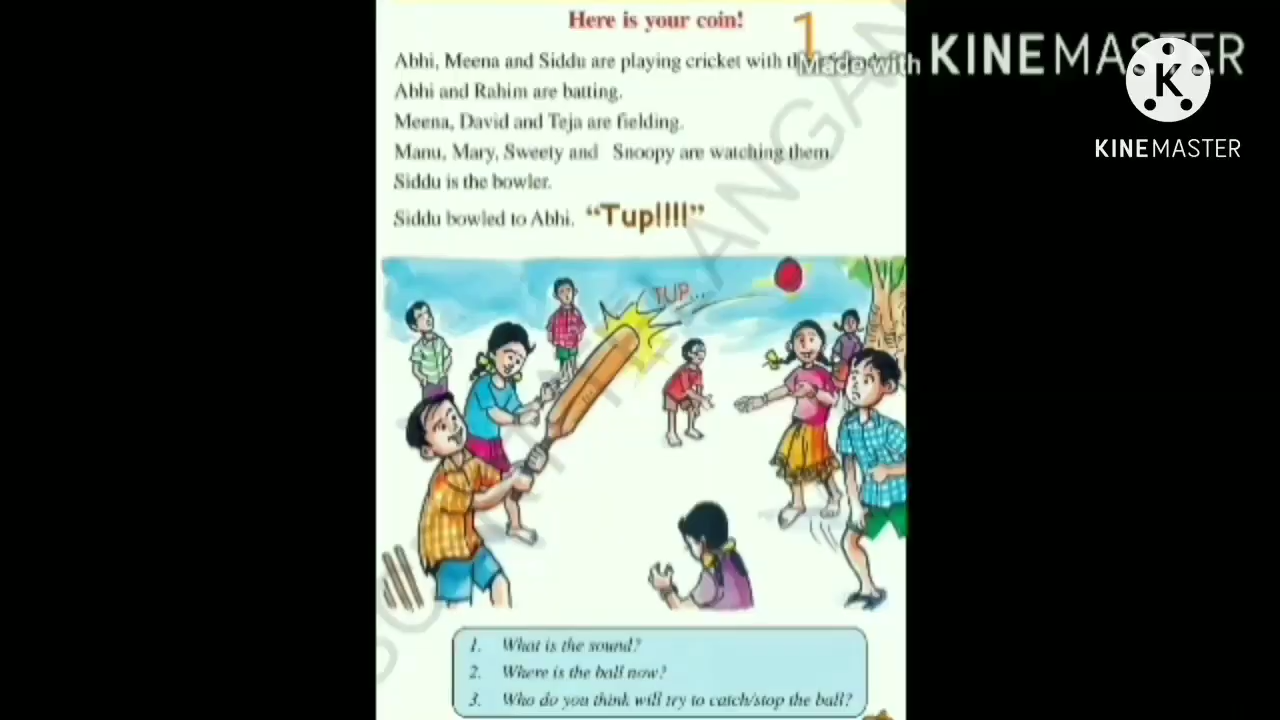 Here is your coin!
1
Abhi, Meena and Siddu are playing cricket with
Made with KINEMASTER
K
KINEMASTER
Abhi and Rahim are batting.
Meena, David and Teja are fielding.
Manu, Mary, Sweety and Snoopy are watching them.
Siddu is the bowler.
Siddu bowled to Abhi. “Tup!!!!”
TUP...
1. What is the sound?
2. Where is the ball now?
3. Who do you think will try to catch/stop the ball?